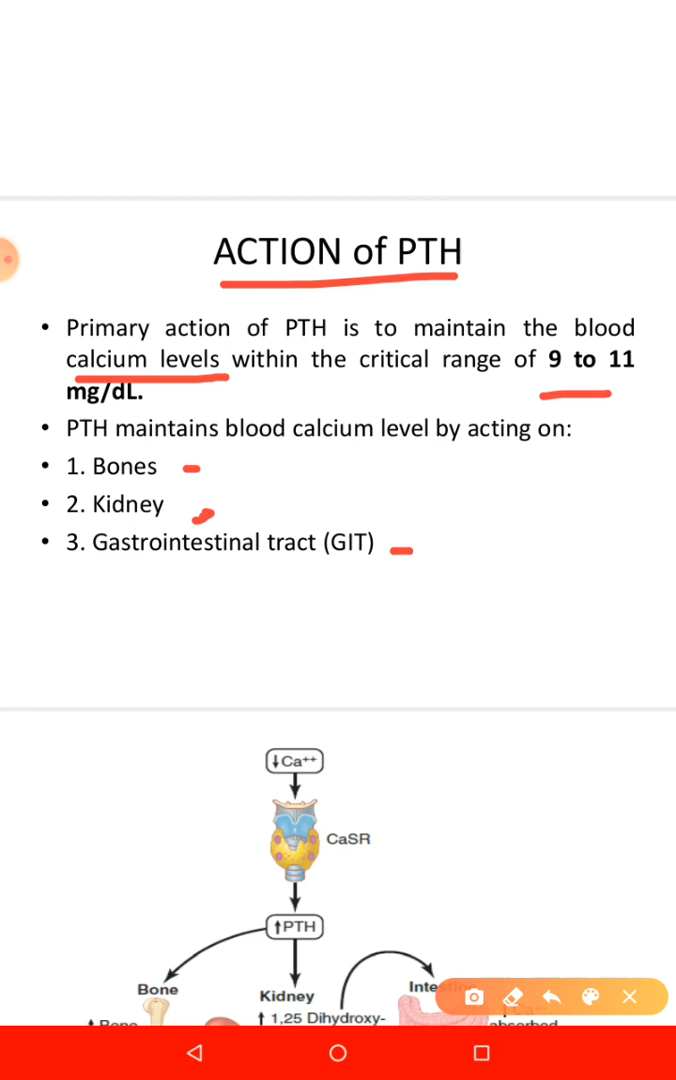 ACTION of PTH
• Primary action of PTH is to maintain the blood
calcium levels within the critical range of 9 to 11
mg/dL.
• PTH maintains blood calcium level by acting on:
• 1. Bones
• 2. Kidney
• 3. Gastrointestinal tract (GIT)
↓Ca++
CaSR
↑PTH
Bone
Kidney
↑ 1,25 Dihydroxy-